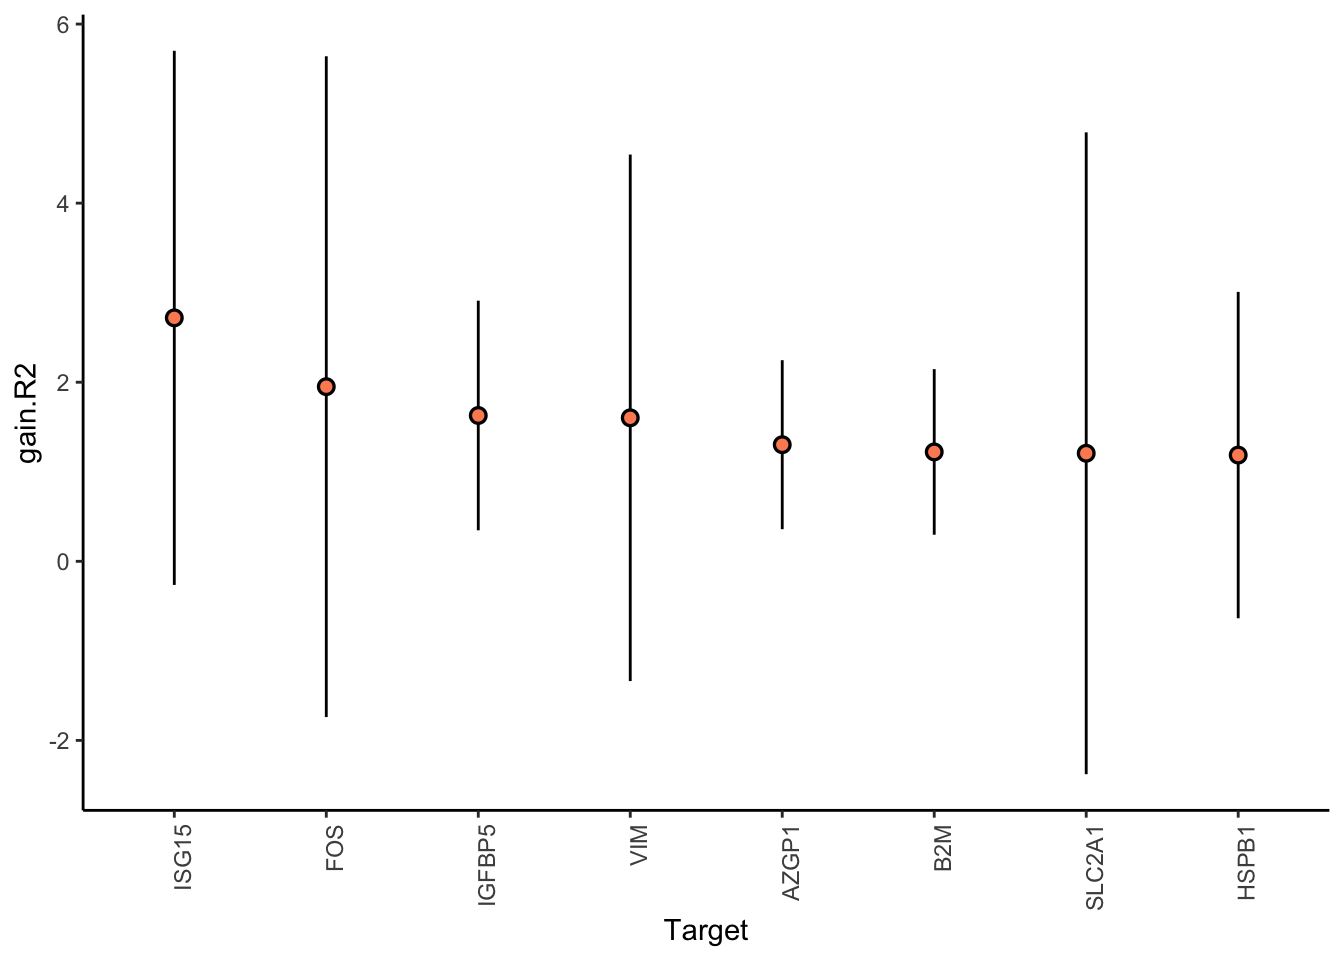 gain.R2
6
4
2
0
-2
ISG15
FOS
IGFBP5
VIM
AZGP1
B2M
SLC2A1
HSPB1
Target